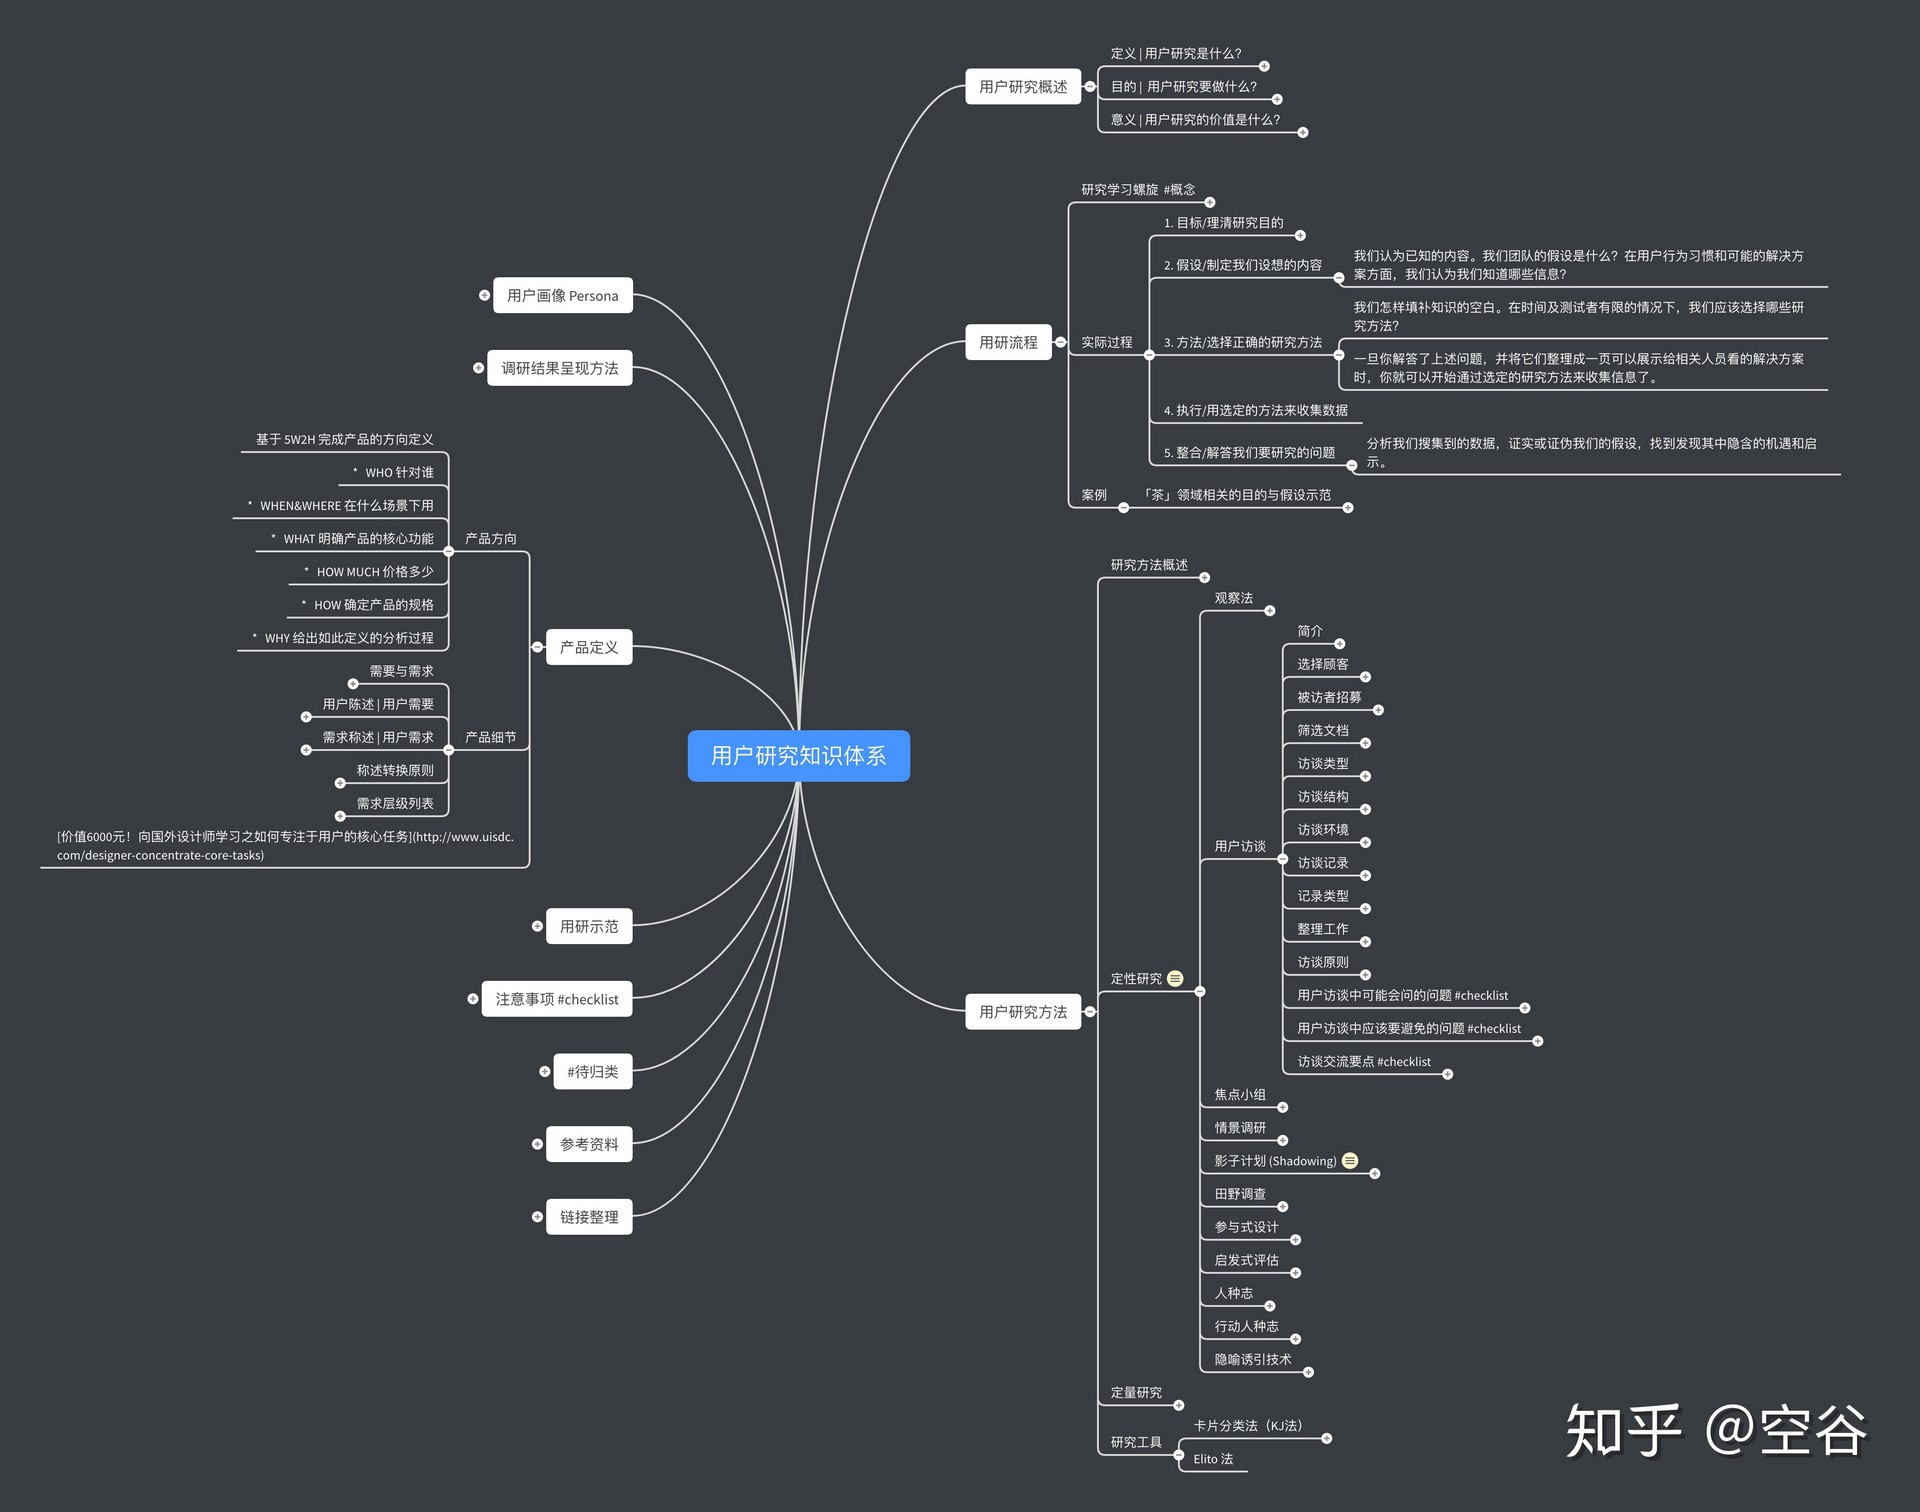 用户研究知识体系
用户研究概述
定义 | 用户研究是什么？
目的 | 用户研究要做什么？
意义 | 用户研究的价值是什么？
用研流程
研究学习螺旋 #概念
实际过程
1. 目标/理清研究目的
2. 假设/制定我们设想的内容
我们认为已知的内容。我们团队的假设是什么？在用户行为习惯和可能的解决方
案方面，我们认为我们知道哪些信息？
3. 方法/选择正确的研究方法
我们怎样填补知识的空白。在时间及测试者有限的情况下，我们应该选择哪些研
究方法？
一旦你解答了上述问题，并将它们整理成一页可以展示给相关人员看的解决方案
时，你就可以开始通过选定的研究方法来收集信息了。
4. 执行/用选定的方法来收集数据
5. 整合/解答我们要研究的问题
分析我们搜集到的数据，证实或证伪我们的假设，找到发现其中隐含的机遇和启
示。
案例
「茶」领域相关的目的与假设示范
用户研究方法
研究方法概述
定性研究
观察法
用户访谈
简介
选择顾客
被访者招募
筛选文档
访谈类型
访谈结构
访谈环境
访谈记录
记录类型
整理工作
访谈原则
用户访谈中可能会问的问题 #checklist
用户访谈中应该要避免的问题 #checklist
访谈交流要点 #checklist
焦点小组
情景调研
影子计划 (Shadowing)
田野调查
参与式设计
启发式评估
人种志
行动人种志
隐喻诱引技术
定量研究
研究工具
卡片分类法（KJ法）
Elito 法
用户画像 Persona
调研结果呈现方法
产品定义
产品方向
基于 5W2H 完成产品的方向定义
* WHO 针对谁
* WHEN&WHERE 在什么场景下用
* WHAT 明确产品的核心功能
* HOW MUCH 价格多少
* HOW 确定产品的规格
* WHY 给出如此定义的分析过程
产品细节
需要与需求
用户陈述 | 用户需要
需求称述 | 用户需求
称述转换原则
需求层级列表
[价值6000元！向国外设计师学习之如何专注于用户的核心任务](http://www.uisdc.
com/designer-concentrate-core-tasks)
用研示范
注意事项 #checklist
#待归类
参考资料
链接整理
知乎 @空谷